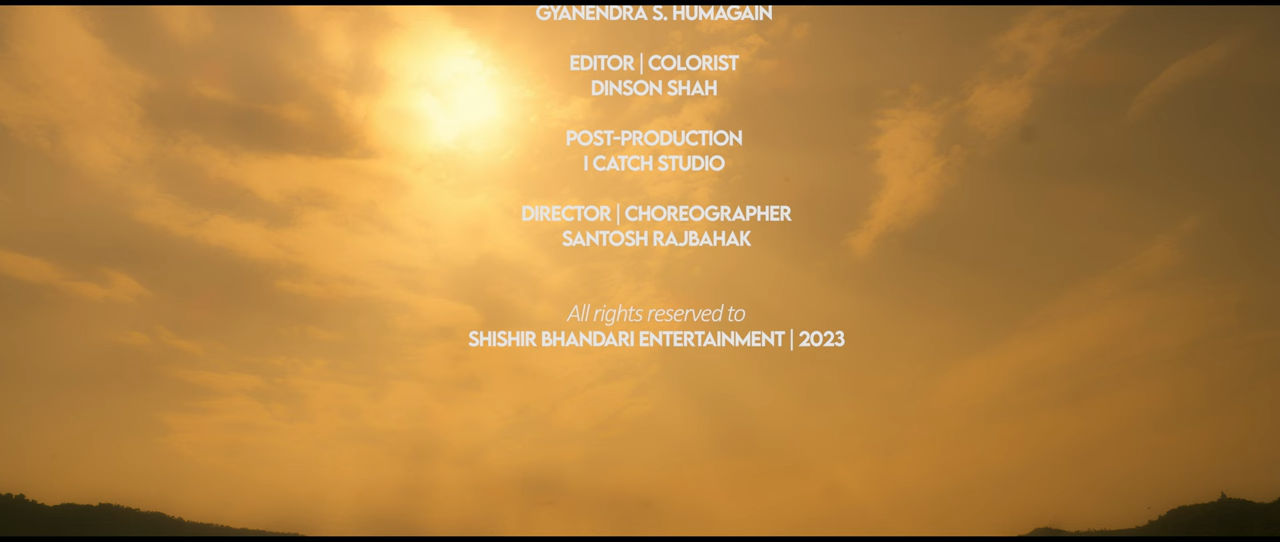 GYANENDRA S. HUMAGAIN
EDITOR | COLORIST
DINSON SHAH
POST-PRODUCTION
I CATCH STUDIO
DIRECTOR | CHOREOGRAPHER
SANTOSH RAJBAHAK
All rights reserved to
SHISHIR BHANDARI ENTERTAINMENT | 2023